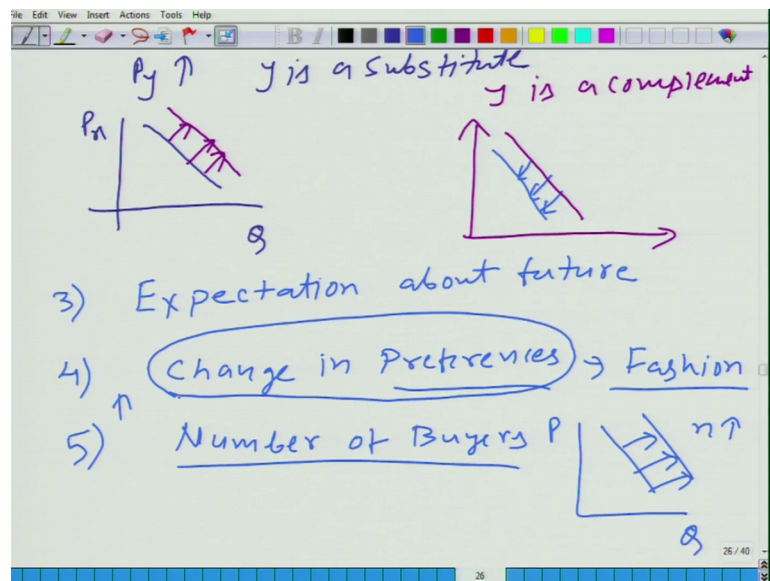 File Edit View Insert Actions Tools Help
Py ↑ y is a substitute
y is a complement
Px
Q
3) Expectation about future
4) Change in Preferences → Fashion
5) ↑ Number of Buyers P n↑
Q
26 / 40
26